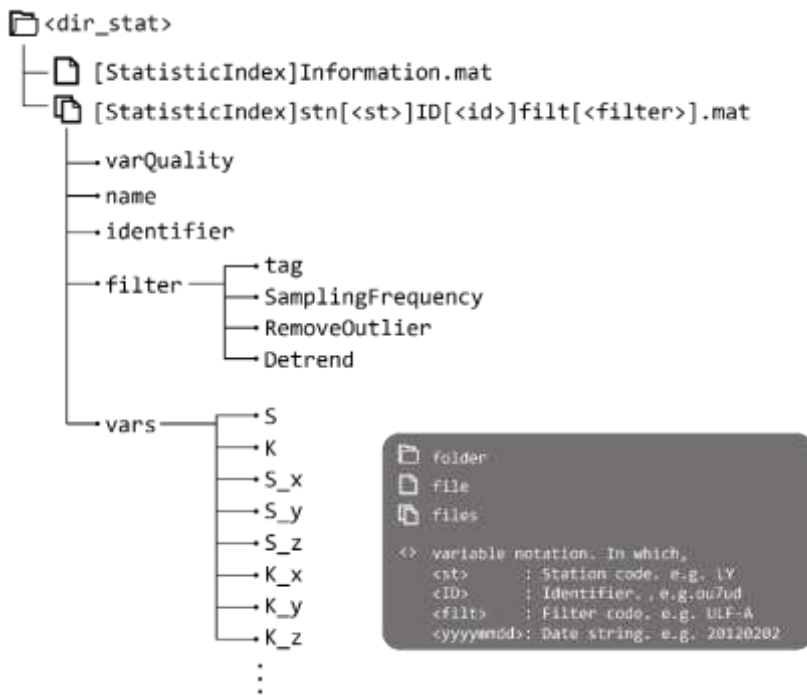 <dir_stat>
[StatisticIndex]Information.mat
[StatisticIndex]stn[<st>]ID[<id>]filt[<filter>].mat
varQuality
name
identifier
filter
tag
SamplingFrequency
RemoveOutlier
Detrend
vars
S
K
S_x
S_y
S_z
K_x
K_y
K_z
folder
file
files
<> variable notation. In which,
<st> : Station code. e.g. LY
<ID> : Identifier. , e.g.ou7ud
<filt> : Filter code. e.g. ULF-A
<yyyymmdd>: Date string. e.g. 20120202